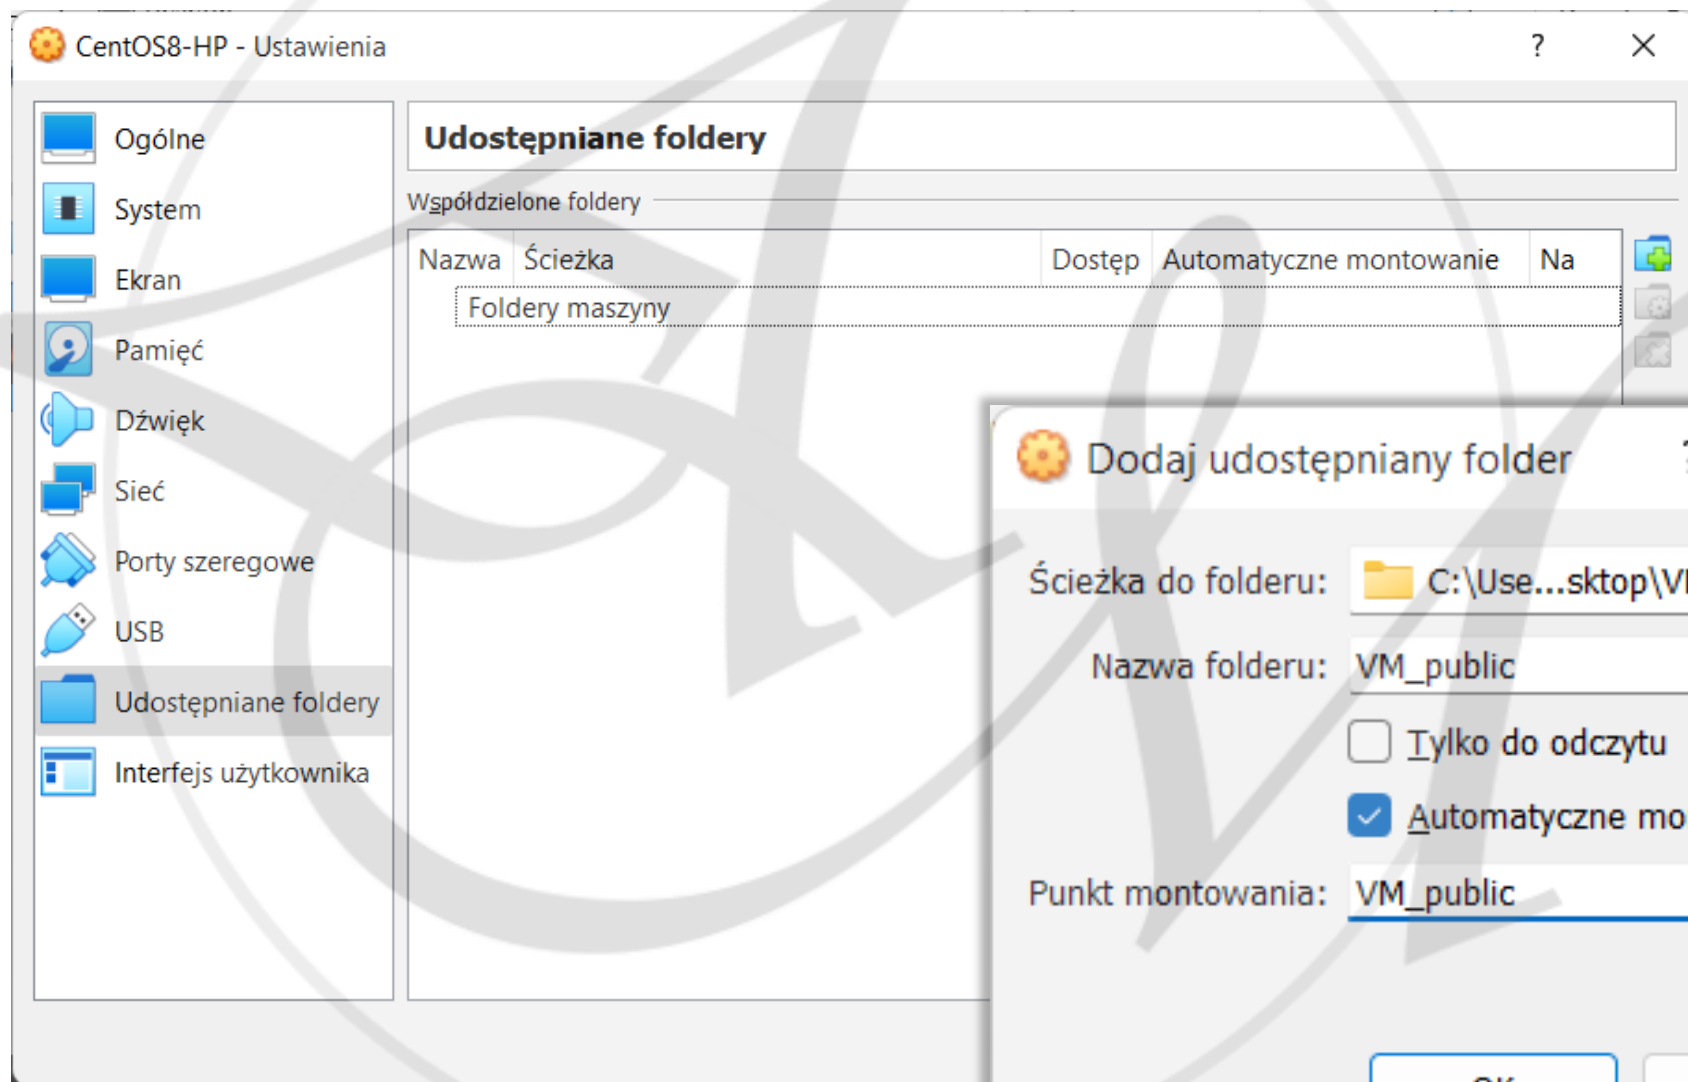 CentOS8-HP - Ustawienia
?
Ogólne
System
Ekran
Pamięć
Dźwięk
Sieć
Porty szeregowe
USB
Udostępniane foldery
Interfejs użytkownika
Udostępniane foldery
Współdzielone foldery
Nazwa Ścieżka Dostęp Automatyczne montowanie Na
Foldery maszyny
Dodaj udostępniany folder
Ścieżka do folderu: C:\Use...sktop\V
Nazwa folderu: VM_public
Tylko do odczytu
Automatyczne mo
Punkt montowania: VM_public